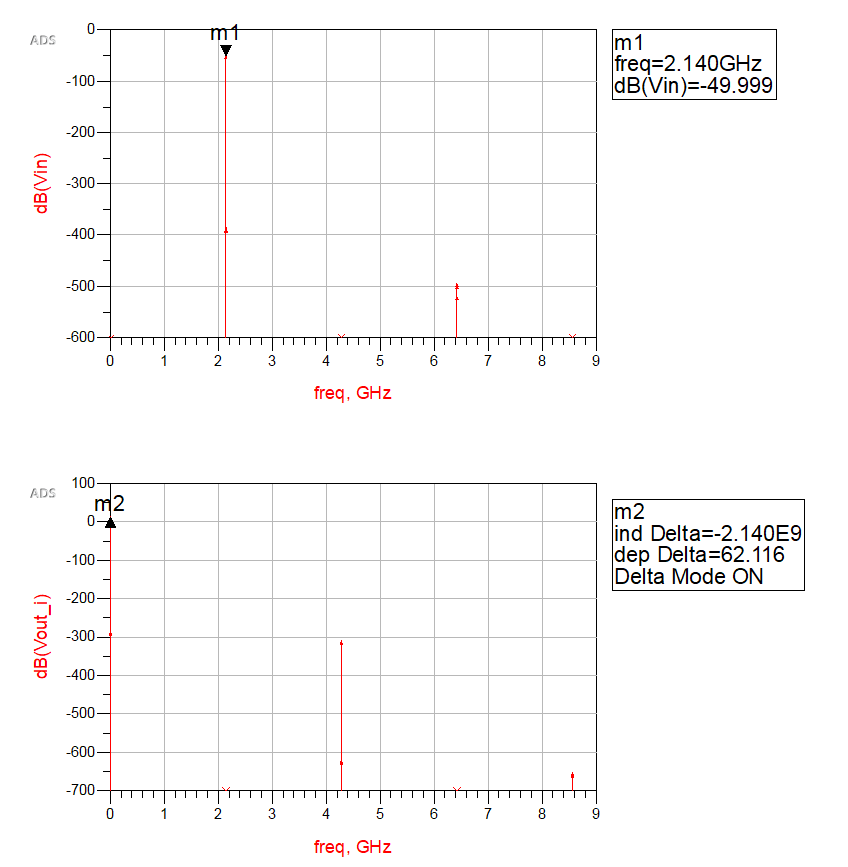 ADS
m1
0
-100
-200
-300
-400
-500
-600
dB(Vin)
0 1 2 3 4 5 6 7 8 9
freq, GHz
m1
freq=2.140GHz
dB(Vin)=-49.999
ADS
m2
100
0
-100
-200
-300
-400
-500
-600
-700
dB(Vout_i)
0 1 2 3 4 5 6 7 8 9
freq, GHz
m2
ind Delta=-2.140E9
dep Delta=62.116
Delta Mode ON